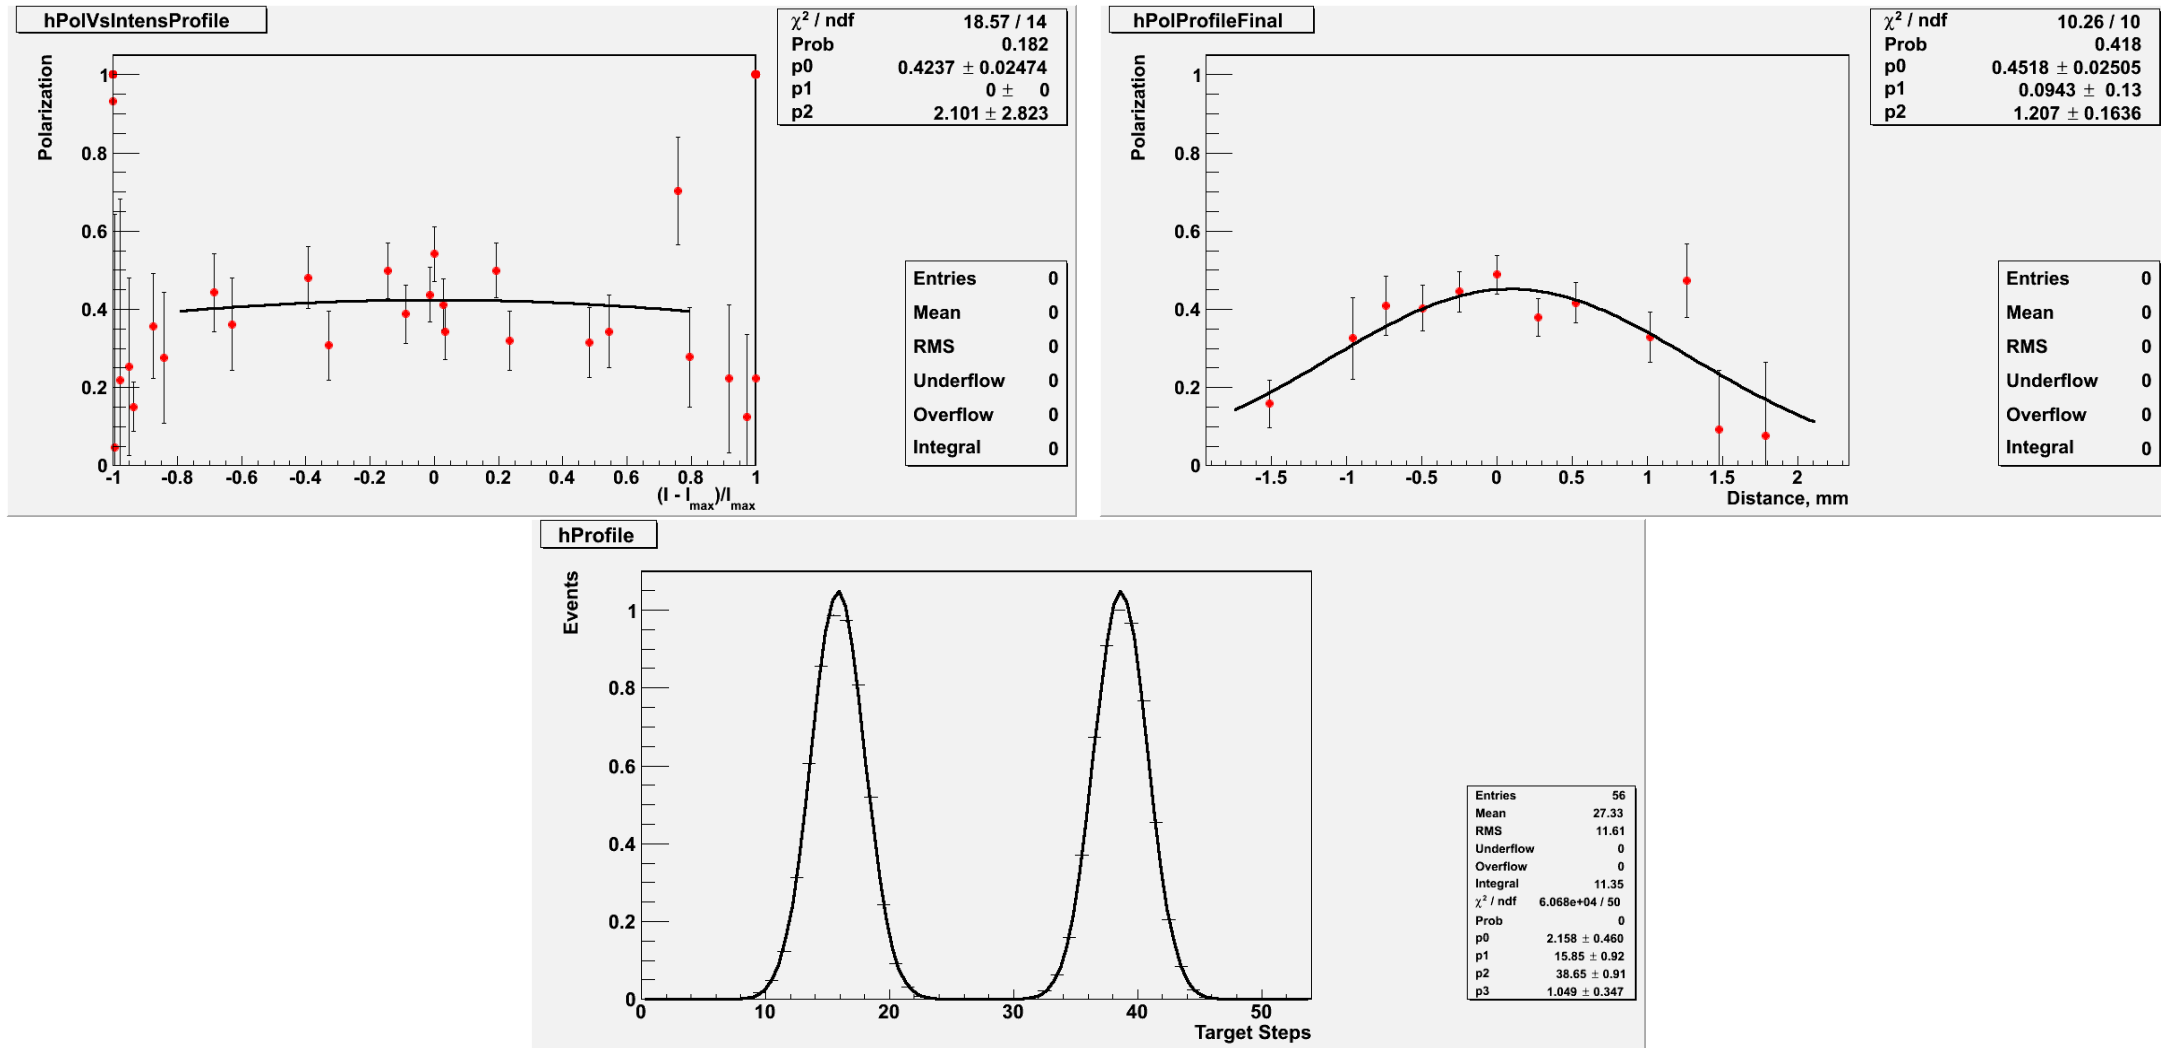 hPolVsIntensProfile
χ² / ndf 18.57 / 14
Prob 0.182
p0 0.4237 ± 0.02474
p1 0 ± 0
p2 2.101 ± 2.823
Polarization
1
0.8
0.6
0.4
0.2
0
-1 -0.8 -0.6 -0.4 -0.2 0 0.2 0.4 0.6 0.8 1
(I - Imax)/Imax
Entries 0
Mean 0
RMS 0
Underflow 0
Overflow 0
Integral 0
hPolProfileFinal
χ² / ndf 10.26 / 10
Prob 0.418
p0 0.4518 ± 0.02505
p1 0.0943 ± 0.13
p2 1.207 ± 0.1636
Polarization
1
0.8
0.6
0.4
0.2
0
-1.5 -1 -0.5 0 0.5 1 1.5 2
Distance, mm
Entries 0
Mean 0
RMS 0
Underflow 0
Overflow 0
Integral 0
hProfile
Events
1
0.8
0.6
0.4
0.2
0
0 10 20 30 40 50
Target Steps
Entries 56
Mean 27.33
RMS 11.61
Underflow 0
Overflow 0
Integral 11.35
χ² / ndf 6.068e+04 / 50
Prob 0
p0 2.158 ± 0.460
p1 15.85 ± 0.92
p2 38.65 ± 0.91
p3 1.049 ± 0.347